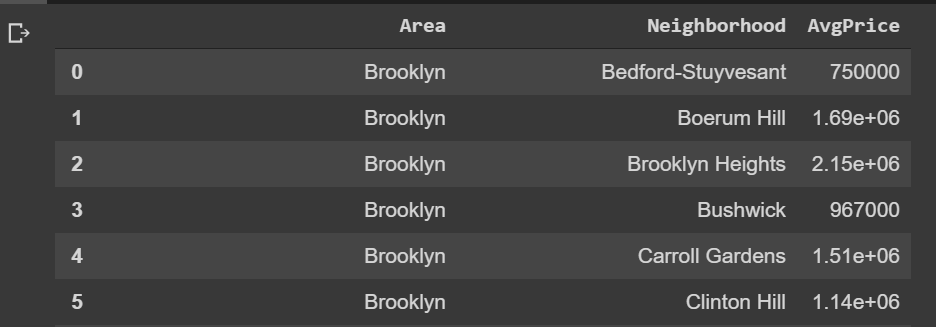 Area Neighborhood AvgPrice
0 Brooklyn Bedford-Stuyvesant 750000
1 Brooklyn Boerum Hill 1.69e+06
2 Brooklyn Brooklyn Heights 2.15e+06
3 Brooklyn Bushwick 967000
4 Brooklyn Carroll Gardens 1.51e+06
5 Brooklyn Clinton Hill 1.14e+06